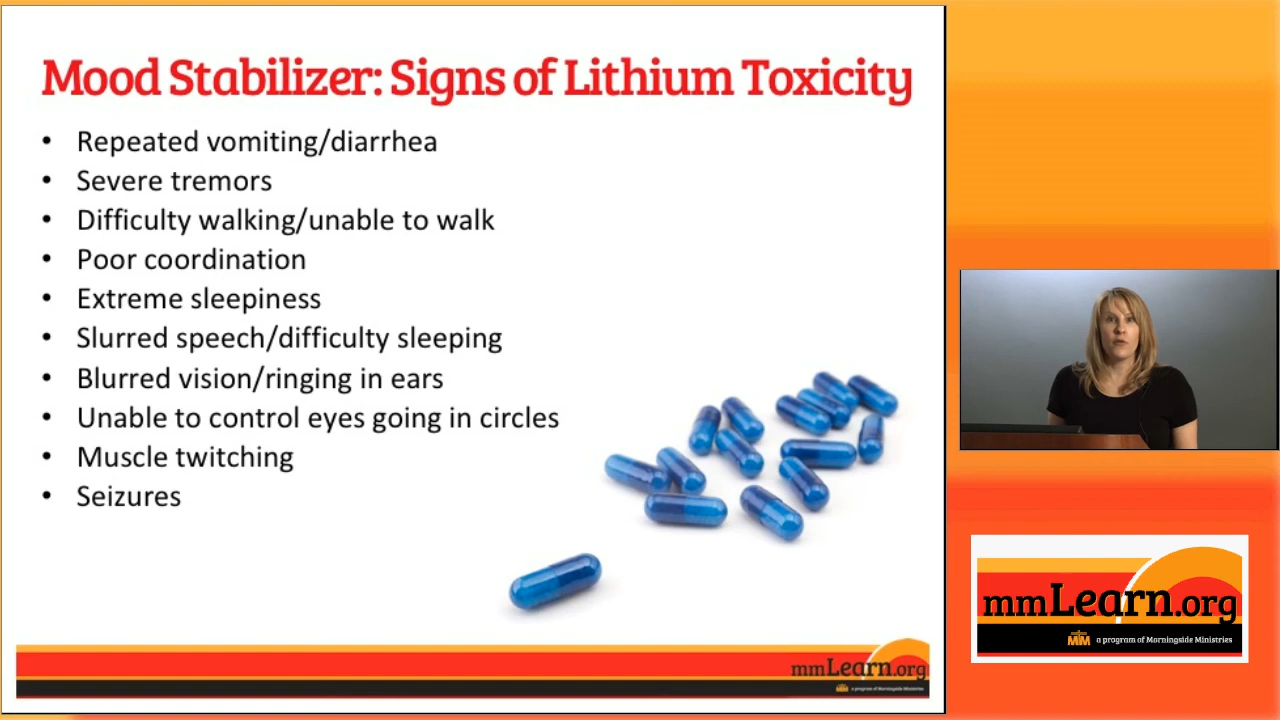 Mood Stabilizer: Signs of Lithium Toxicity
• Repeated vomiting/diarrhea
• Severe tremors
• Difficulty walking/unable to walk
• Poor coordination
• Extreme sleepiness
• Slurred speech/difficulty sleeping
• Blurred vision/ringing in ears
• Unable to control eyes going in circles
• Muscle twitching
• Seizures
mmLearn.org
a program of Morningside Ministries
mmLearn.org
MM a program of Morningside Ministries